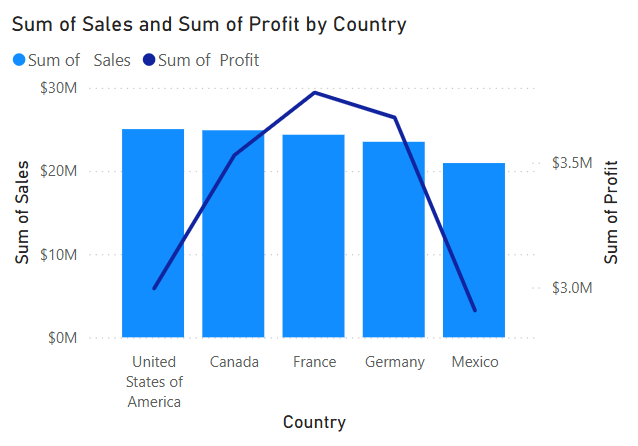 Sum of Sales and Sum of Profit by Country
Sum of Sales Sum of Profit
$30M
$20M
$10M
$0M
Sum of Sales
$3.5M
$3.0M
Sum of Profit
United States of America
Canada
France
Germany
Mexico
Country